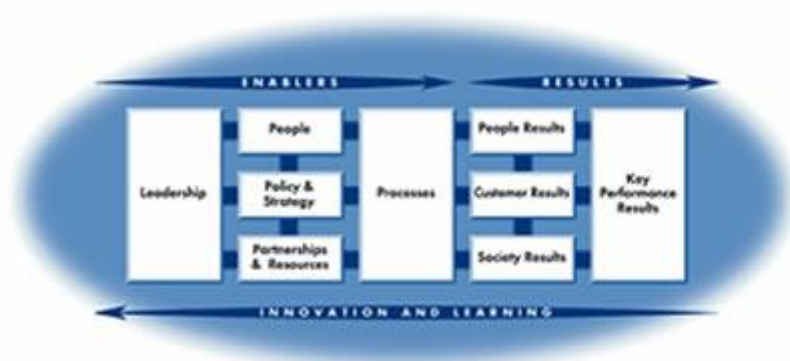 ENABLERS
RESULTS
Leadership
People
Policy &
Strategy
Partnerships
& Resources
Processes
People Results
Customer Results
Society Results
Key
Performance
Results
INNOVATION AND LEARNING